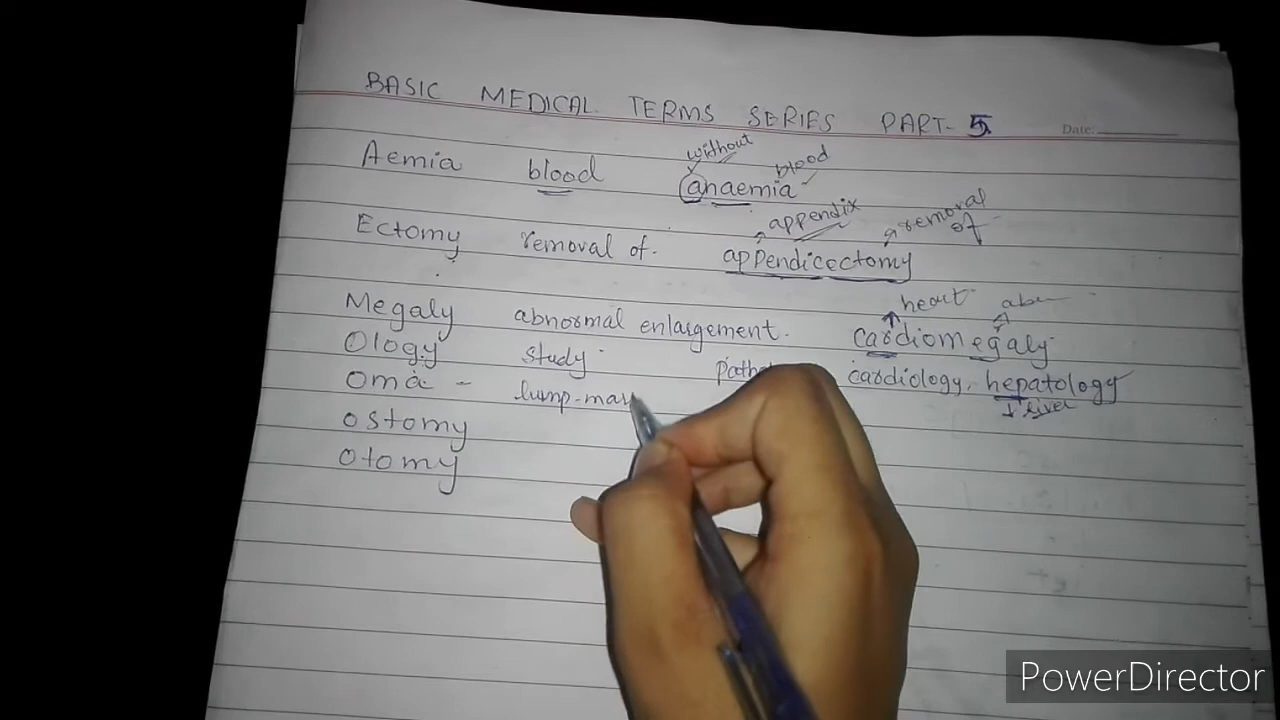 BASIC MEDICAL TERMS SERIES PART- 5
Date:
without blood
Aemia blood anaemia
appendix removal of
Ectomy removal of. appendicectomy
heart
Megaly abnormal enlargement. cardiomegaly
Ology study cardiology, hepatology
liver
Oma - lump-mas
Ostomy
Otomy
PowerDirector